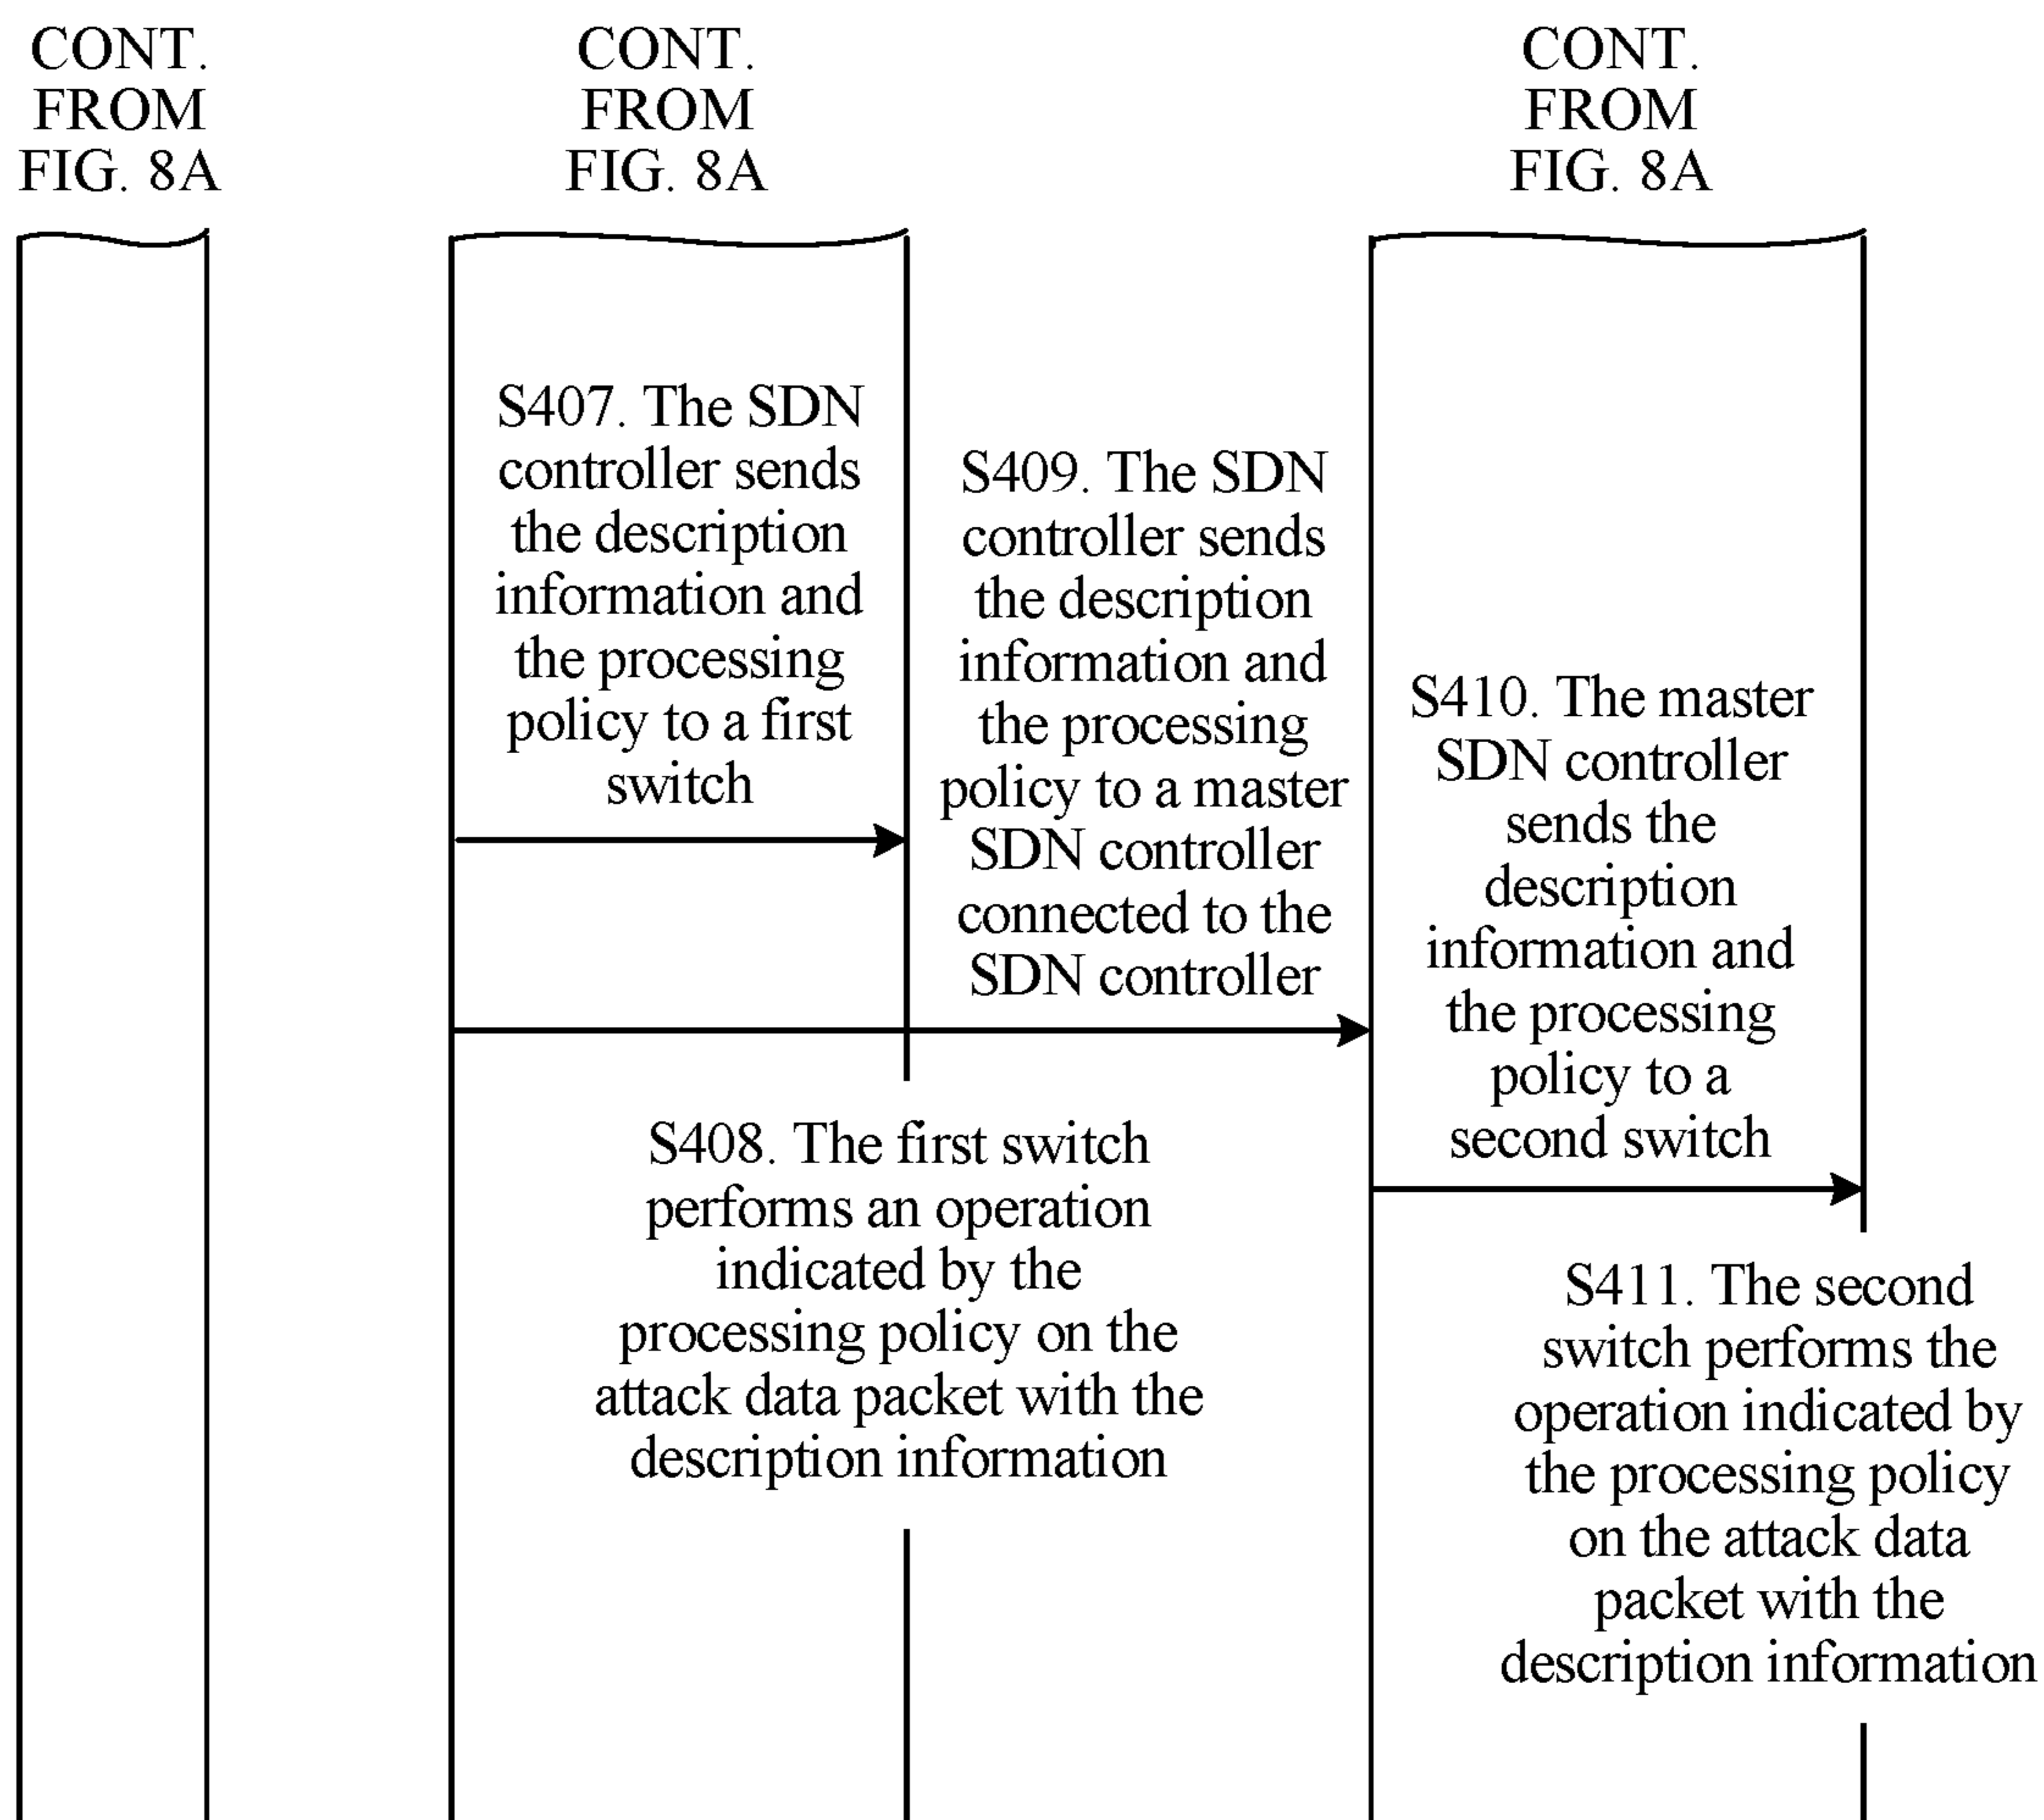 CONT.
FROM
FIG. 8A
CONT.
FROM
FIG. 8A
CONT.
FROM
FIG. 8A
S407. The SDN
controller sends
the description
information and
the processing
policy to a first
switch
S409. The SDN
controller sends
the description
information and
the processing
policy to a master
SDN controller
connected to the
SDN controller
S410. The master
SDN controller
sends the
description
information and
the processing
policy to a
second switch
S408. The first switch
performs an operation
indicated by the
processing policy on the
attack data packet with the
description information
S411. The second
switch performs the
operation indicated by
the processing policy
on the attack data
packet with the
description information